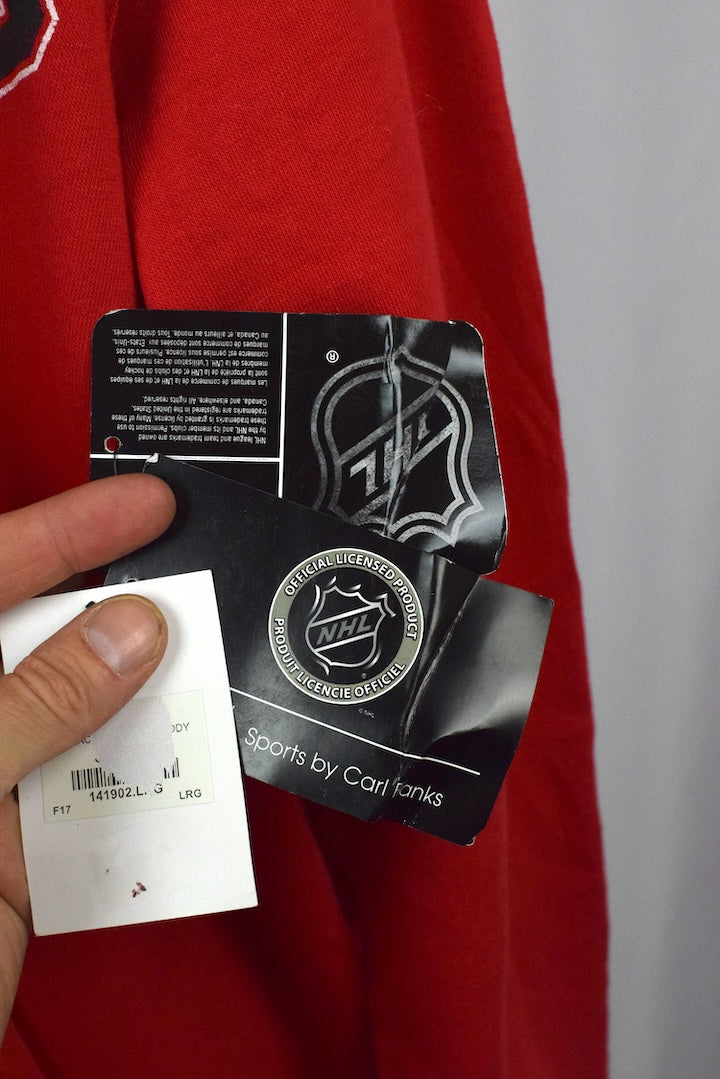 NHL league and team trademarks are owned
by the NHL and its member clubs. Permission to use
these trademarks is granted by license. Many of these
trademarks are registered in the United States,
Canada, and elsewhere. All rights reserved.
Les marques de commerce de la LNH et de ses équipes
sont la propriété de la LNH et des clubs de hockey
membres de la LNH. L'utilisation de ces marques de
commerce est permise sous licence. Plusieurs de ces
marques de commerce sont déposées aux États-Unis,
au Canada, et ailleurs au monde. Tous droits réservés.
®
NHL
OFFICIAL LICENSED PRODUCT
NHL
®
PRODUIT LICENCIE OFFICIEL
© NHL
Sports by Carl
F17
LRG